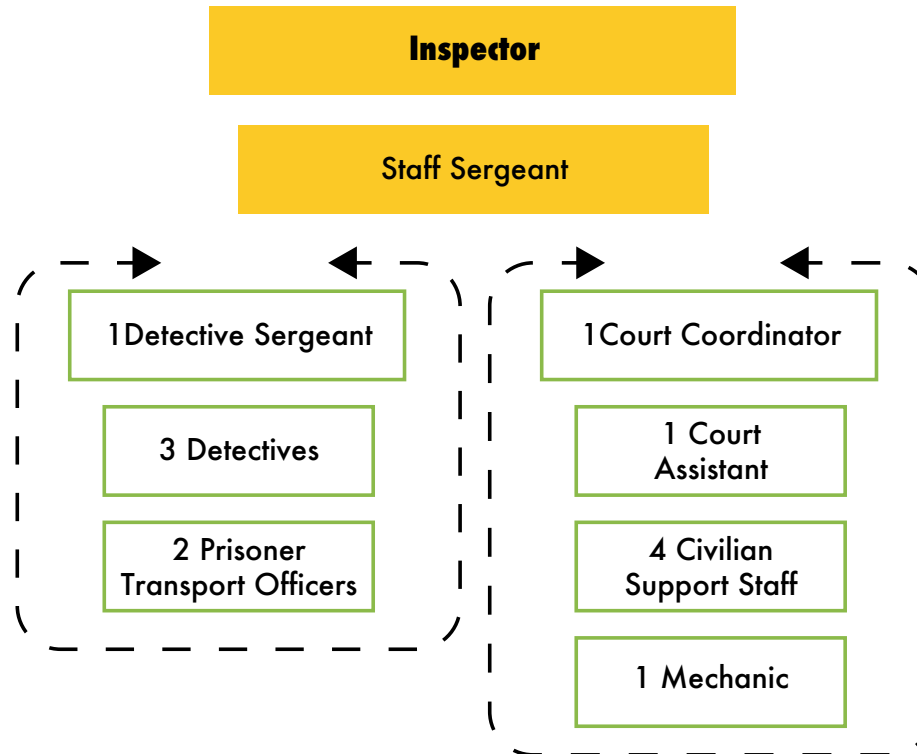 Inspector
Staff Sergeant
1Detective Sergeant
3 Detectives
2 Prisoner
Transport Officers
1Court Coordinator
1 Court
Assistant
4 Civilian
Support Staff
1 Mechanic